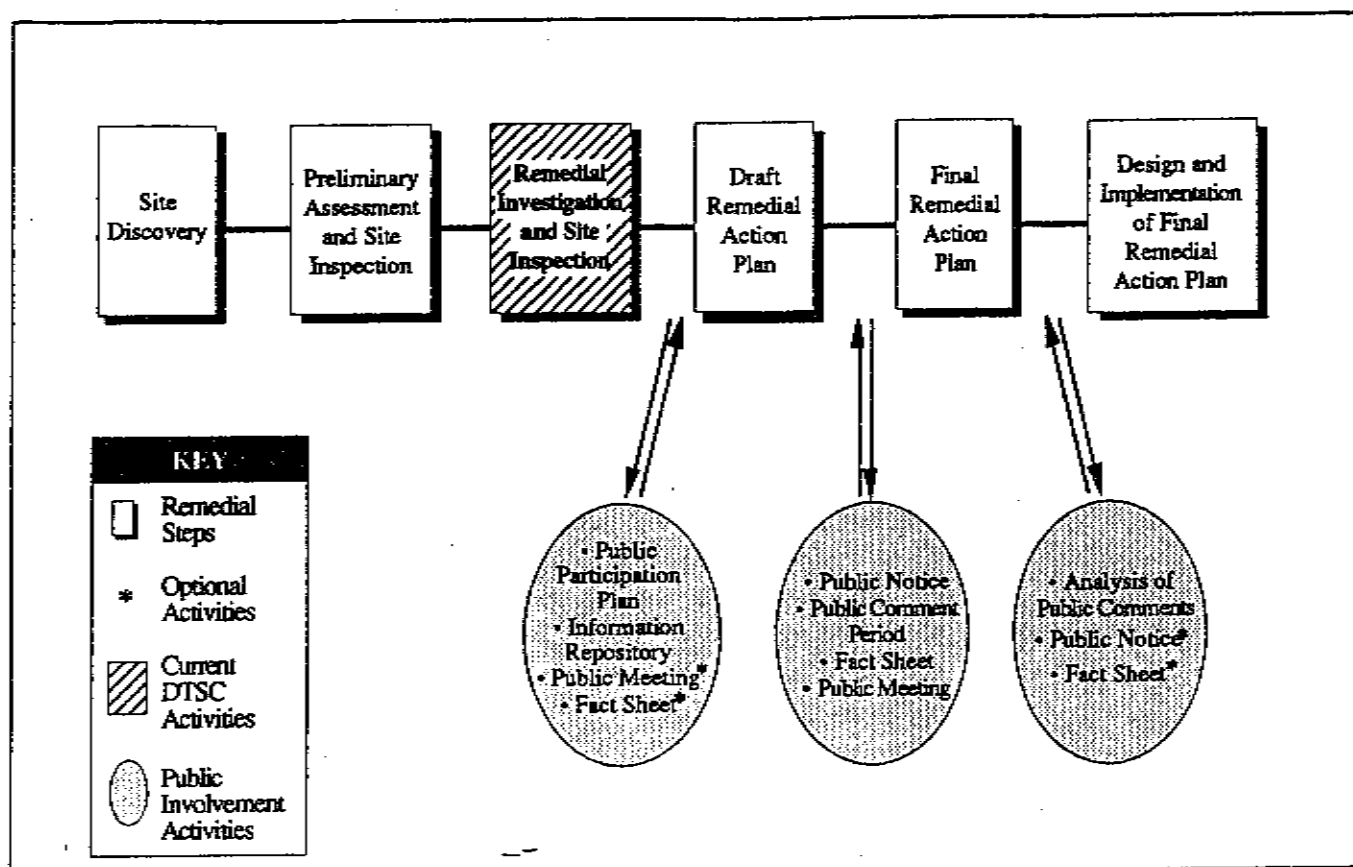 Site
Discovery
Preliminary
Assessment
and Site
Inspection
Remedial
Investigation
and Site
Inspection
Draft
Remedial
Action
Plan
Final
Remedial
Action
Plan
Design and
Implementation
of Final
Remedial
Action Plan
KEY
Remedial
Steps
* Optional
Activities
Current
DTSC
Activities
Public
Involvement
Activities
• Public
Participation
Plan
• Information
Repository
• Public Meeting*
• Fact Sheet*
• Public Notice
• Public Comment
Period
• Fact Sheet
• Public Meeting
• Analysis of
Public Comments
• Public Notice*
• Fact Sheet*